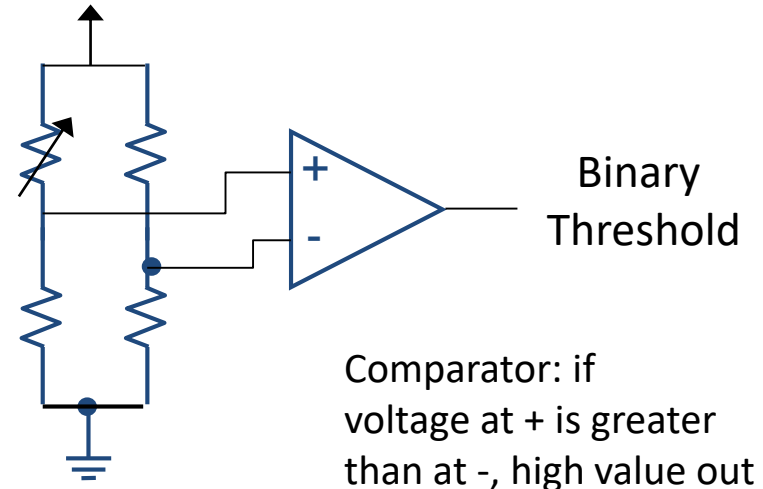 +
-
Binary
Threshold
Comparator: if
voltage at + is greater
than at -, high value out